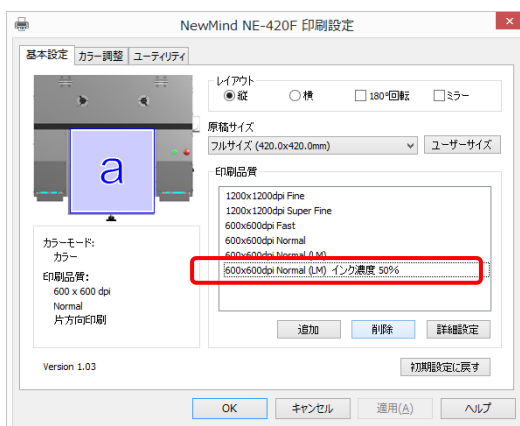 NewMind NE-420F 印刷設定
基本設定 カラー調整 ユーティリティ
レイアウト
縦 横 180°回転 ミラー
原稿サイズ
フルサイズ (420.0x420.0mm) ユーザーサイズ
a
印刷品質
1200x1200dpi Fine
1200x1200dpi Super Fine
600x600dpi Fast
600x600dpi Normal
600x600dpi Normal (LM)
600x600dpi Normal (LM) インク濃度 50%
カラーモード:
カラー
印刷品質:
600 x 600 dpi
Normal
片方向印刷
追加 削除 詳細設定
Version 1.03
初期設定に戻す
OK キャンセル 適用(A) ヘルプ